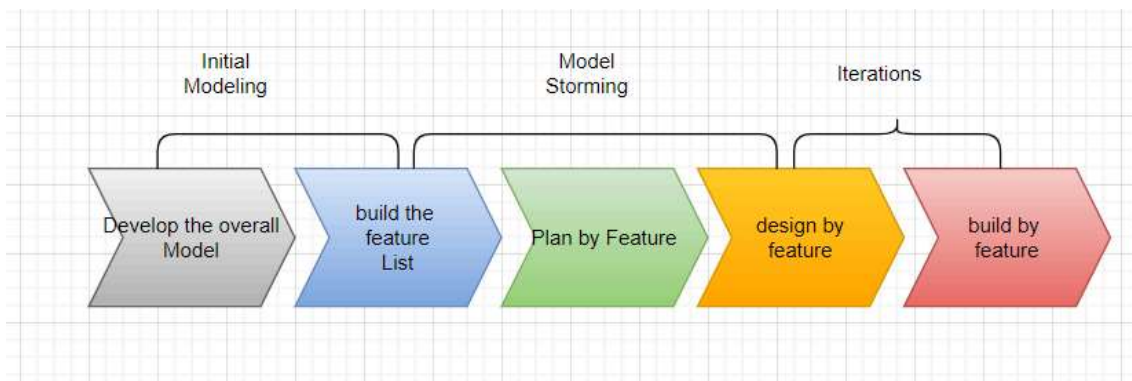 Initial
Modeling
Model
Storming
Iterations
Develop the overall
Model
build the
feature
List
Plan by Feature
design by
feature
build by
feature